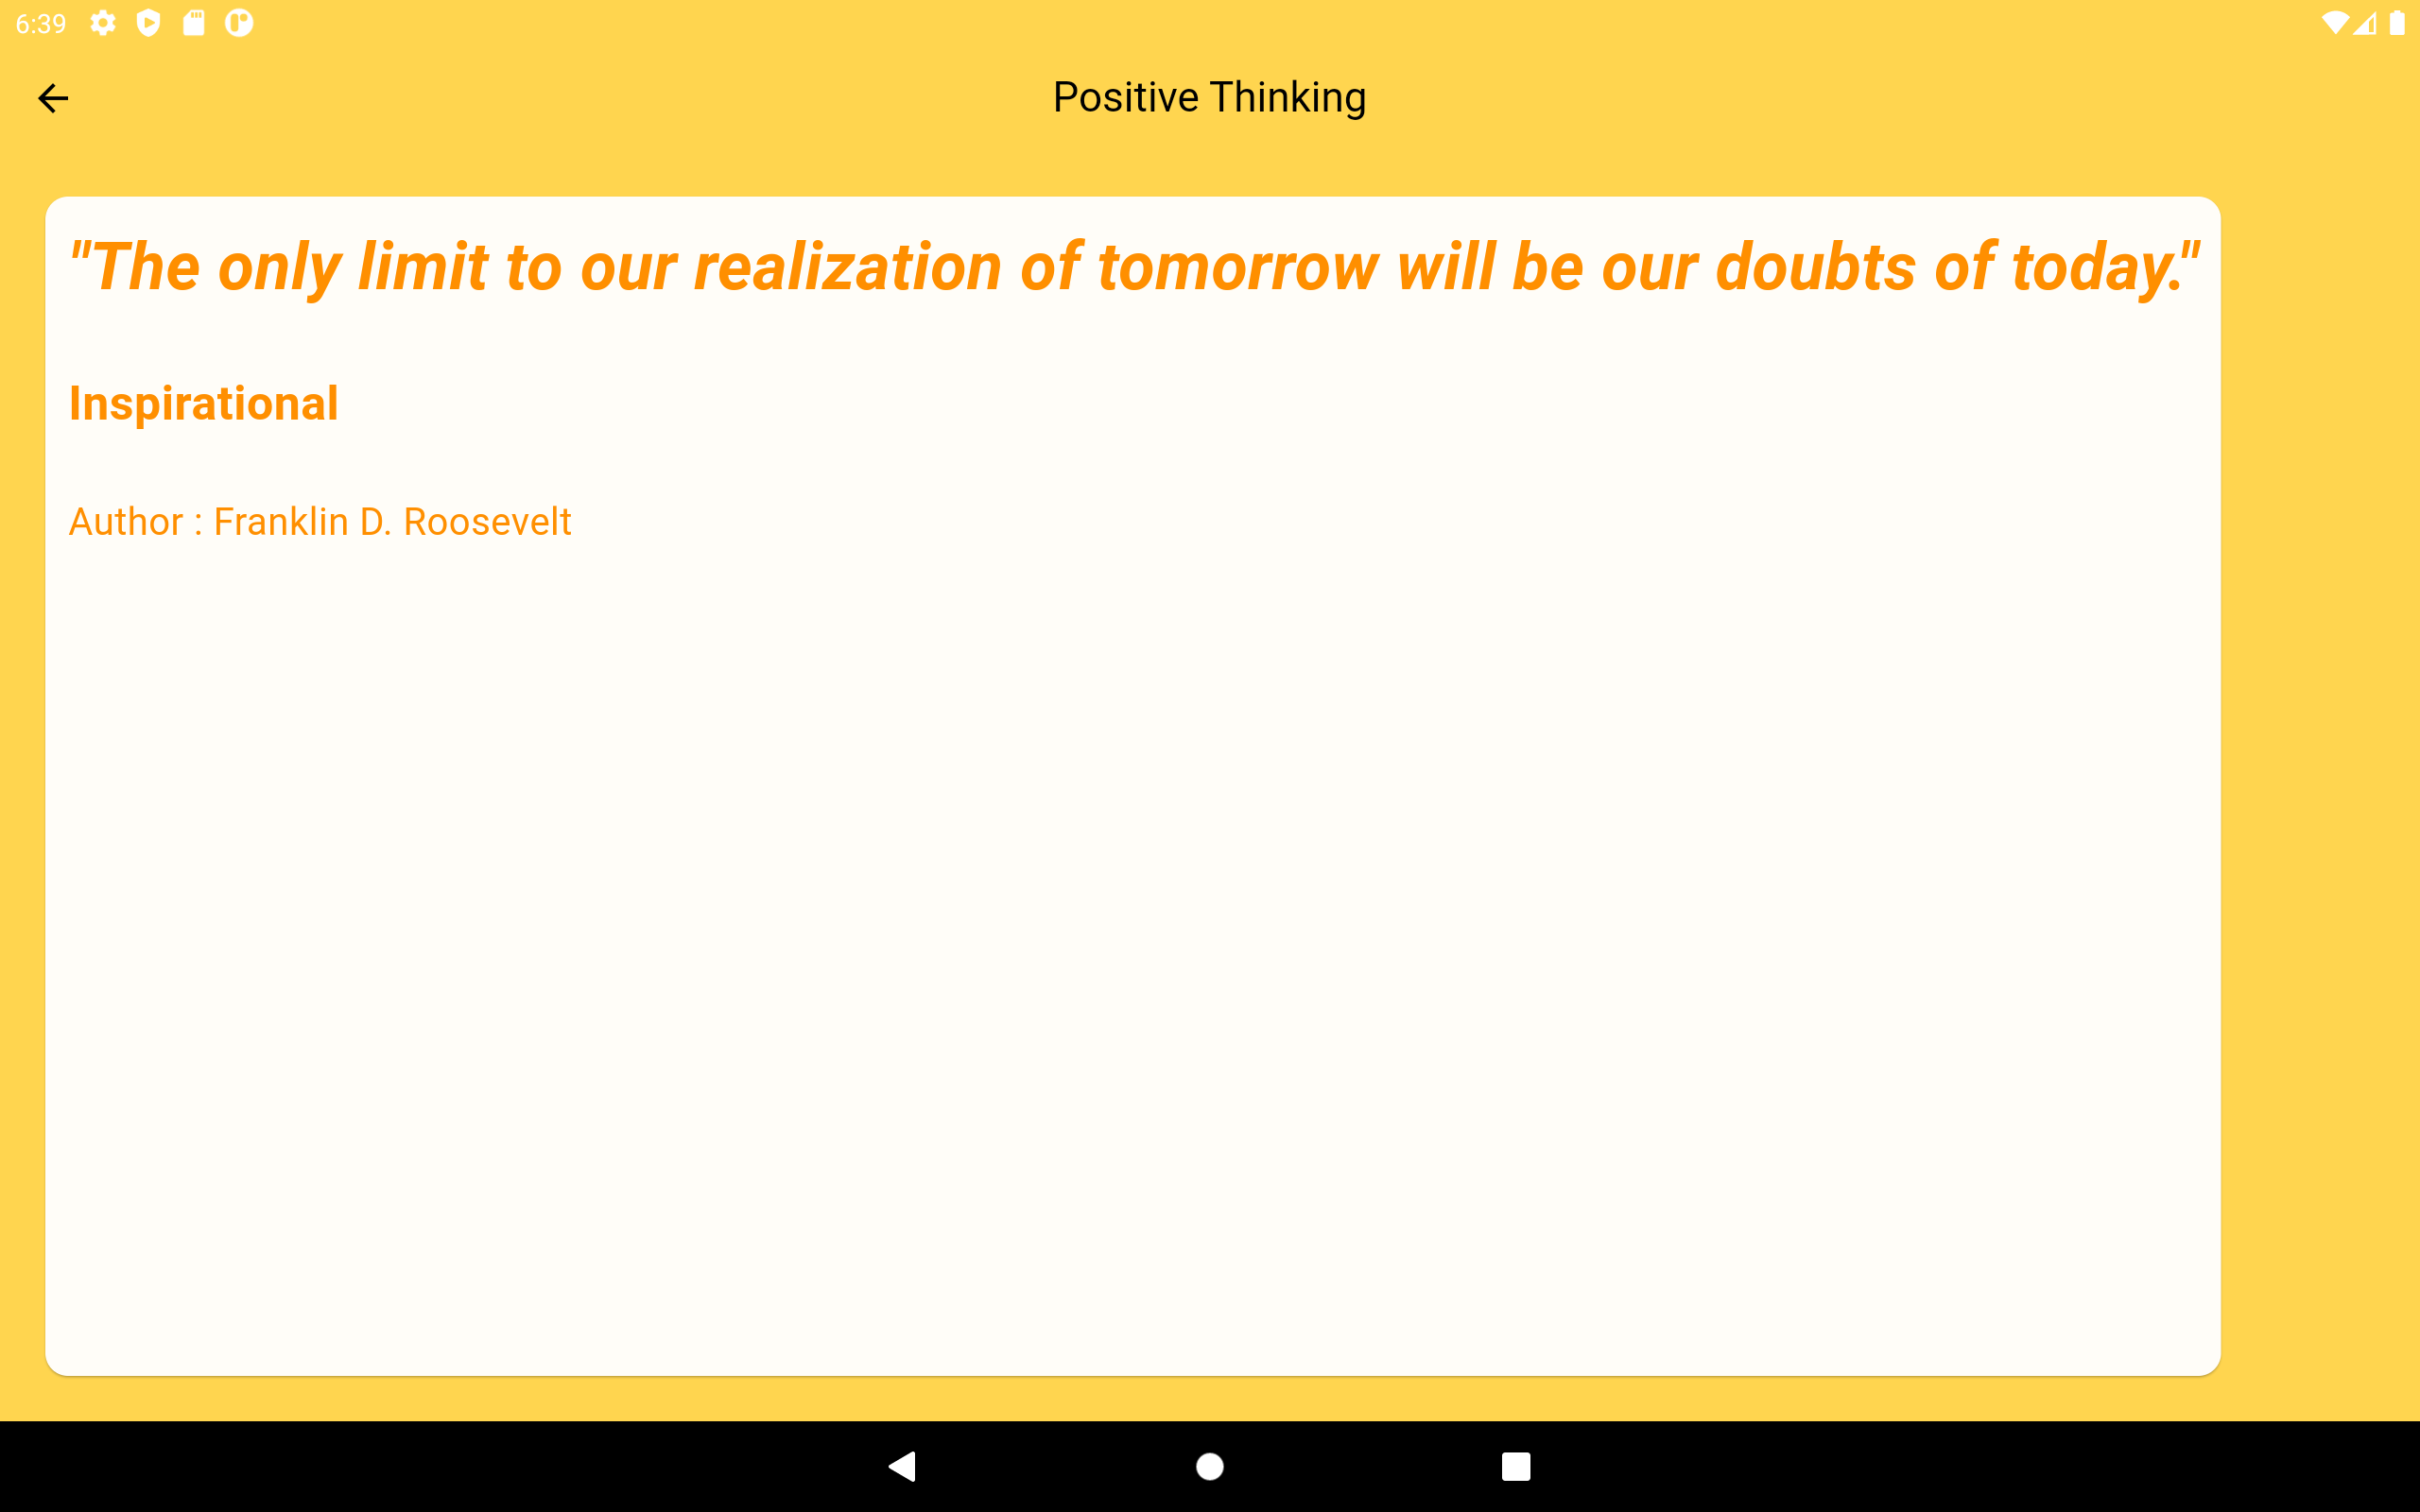 6:39
Positive Thinking
"The only limit to our realization of tomorrow will be our doubts of today."
Inspirational
Author : Franklin D. Roosevelt